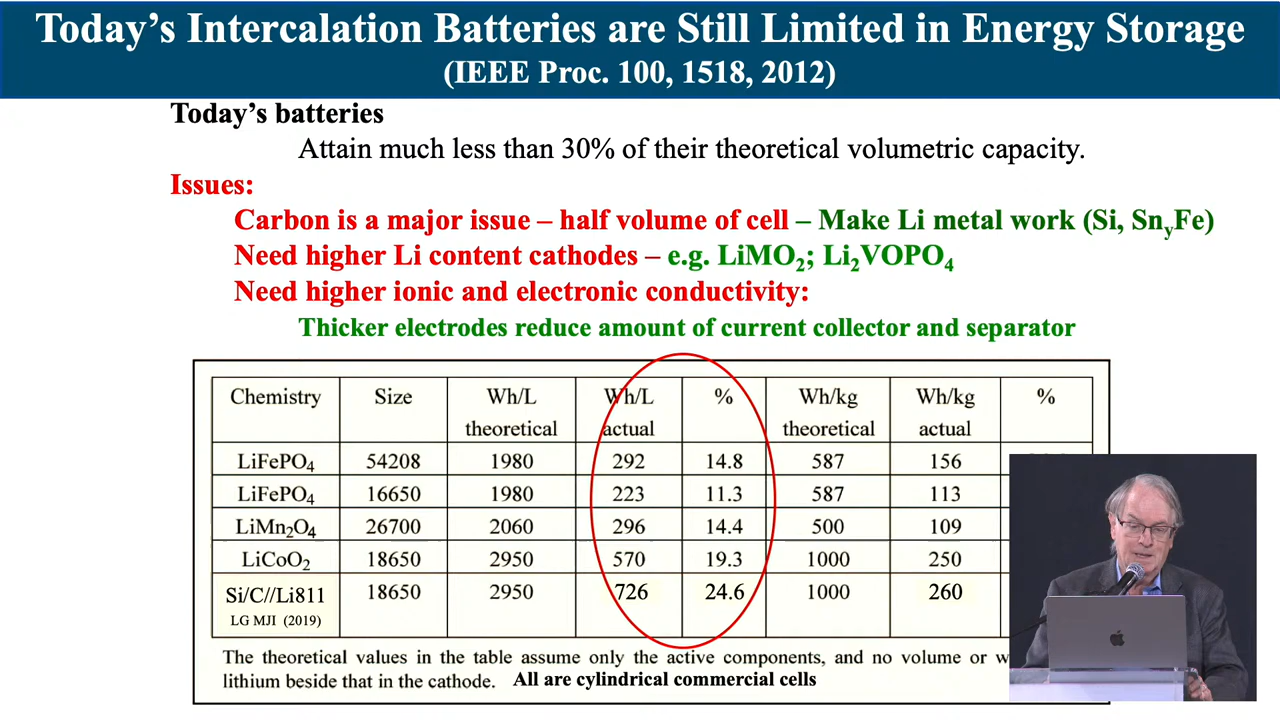 Today's Intercalation Batteries are Still Limited in Energy Storage
(IEEE Proc. 100, 1518, 2012)
Today's batteries
Attain much less than 30% of their theoretical volumetric capacity.
Issues:
Carbon is a major issue – half volume of cell – Make Li metal work (Si, SnyFe)
Need higher Li content cathodes – e.g. LiMO2; Li2VOPO4
Need higher ionic and electronic conductivity:
Thicker electrodes reduce amount of current collector and separator
Chemistry Size Wh/L theoretical Wh/L actual % Wh/kg theoretical Wh/kg actual %
LiFePO4 54208 1980 292 14.8 587 156
LiFePO4 16650 1980 223 11.3 587 113
LiMn2O4 26700 2060 296 14.4 500 109
LiCoO2 18650 2950 570 19.3 1000 250
Si/C//Li811 18650 2950 726 24.6 1000 260
LG MJI (2019)
The theoretical values in the table assume only the active components, and no volume or
lithium beside that in the cathode. All are cylindrical commercial cells